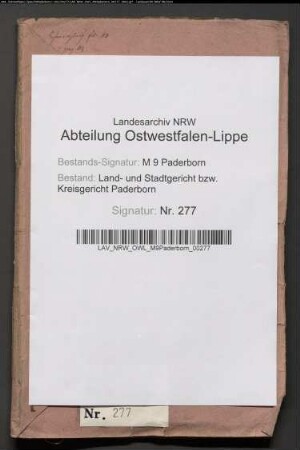 Landesarchiv NRW
Abteilung Ostwestfalen-Lippe
Bestands-Signatur: M 9 Paderborn
Bestand: Land- und Stadtgericht bzw.
Kreisgericht Paderborn
Signatur: Nr. 277
LAV_NRW_OWL_M9Paderborn_00277
Nr. 277